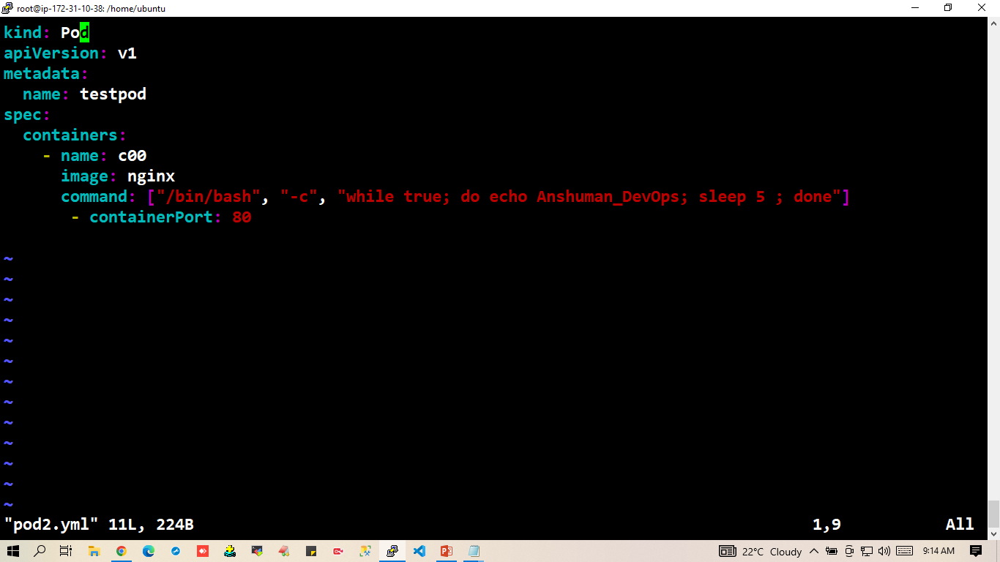 root@ip-172-31-10-38: /home/ubuntu
kind: Pod
apiVersion: v1
metadata:
  name: testpod
spec:
  containers:
    - name: c00
      image: nginx
      command: ["/bin/bash", "-c", "while true; do echo Anshuman_DevOps; sleep 5 ; done"]
       - containerPort: 80
~
~
~
~
~
~
~
~
~
~
~
~
~
"pod2.yml" 11L, 224B 1,9 All
22°C Cloudy 9:14 AM